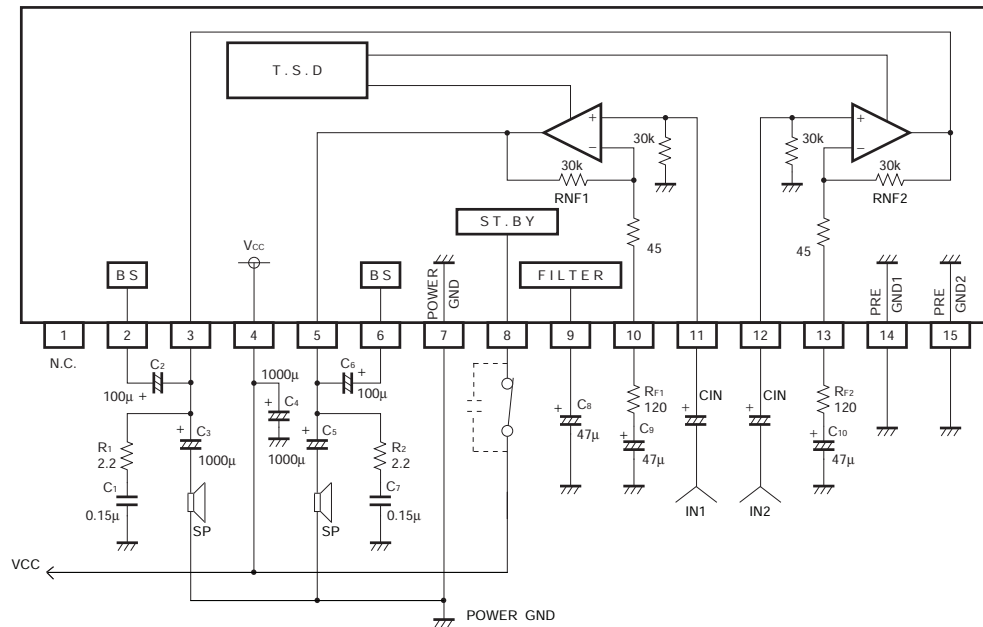 T.S.D
+
−
30k
30k
RNF1
45
+
−
30k
30k
RNF2
45
ST.BY
VCC
BS
BS
POWER GND
FILTER
PRE GND1
PRE GND2
1
2
3
4
5
6
7
8
9
10
11
12
13
14
15
N.C.
C2
100μ +
1000μ
+
C4
C6
+
100μ
+
C3
1000μ
+
C5
1000μ
R1
2.2
C1
0.15μ
SP
R2
2.2
C7
0.15μ
SP
+
C8
47μ
RF1
120
+
C9
47μ
CIN
+
IN1
CIN
+
IN2
RF2
120
+
C10
47μ
VCC
POWER GND